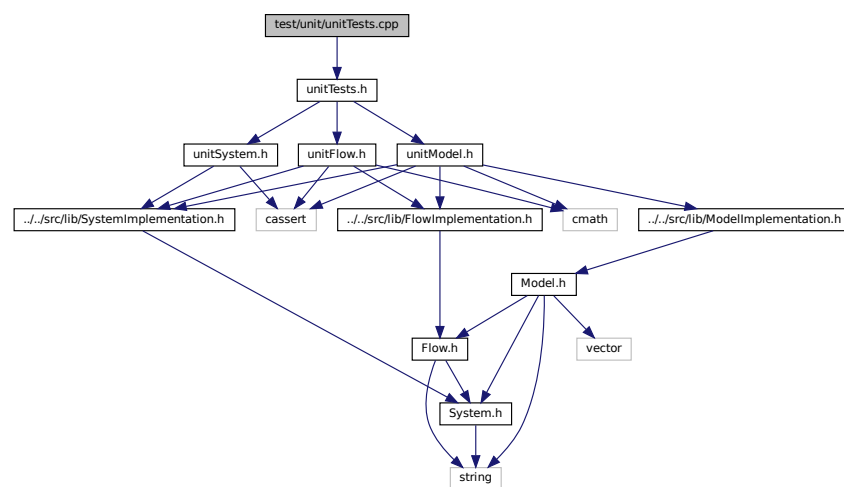 test/unit/unitTests.cpp
unitTests.h
unitSystem.h
unitFlow.h
unitModel.h
../../src/lib/SystemImplementation.h
cassert
../../src/lib/FlowImplementation.h
cmath
../../src/lib/ModelImplementation.h
Model.h
Flow.h
vector
System.h
string